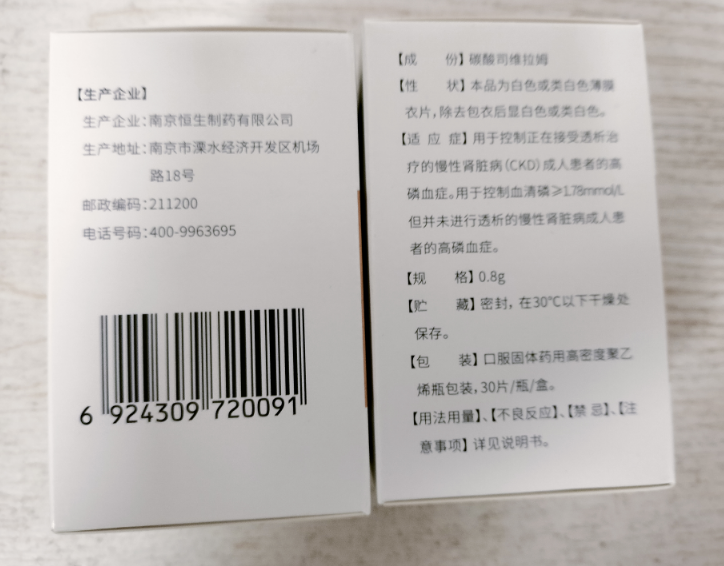 【生产企业】
生产企业：南京恒生制药有限公司
生产地址：南京市溧水经济开发区机场
路18号
邮政编码：211200
电话号码：400-9963695
6 924309 720091
【成 份】碳酸司维拉姆
【性 状】本品为白色或类白色薄膜
衣片，除去包衣后显白色或类白色。
【适 应 症】用于控制正在接受透析治
疗的慢性肾脏病(CKD)成人患者的高
磷血症。用于控制血清磷≥1.78mmol/L
但并未进行透析的慢性肾脏病成人患
者的高磷血症。
【规 格】0.8g
【贮 藏】密封，在30℃以下干燥处
保存。
【包 装】口服固体药用高密度聚乙
烯瓶包装，30片/瓶/盒。
【用法用量】、【不良反应】、【禁 忌】、【注
意事项】详见说明书。